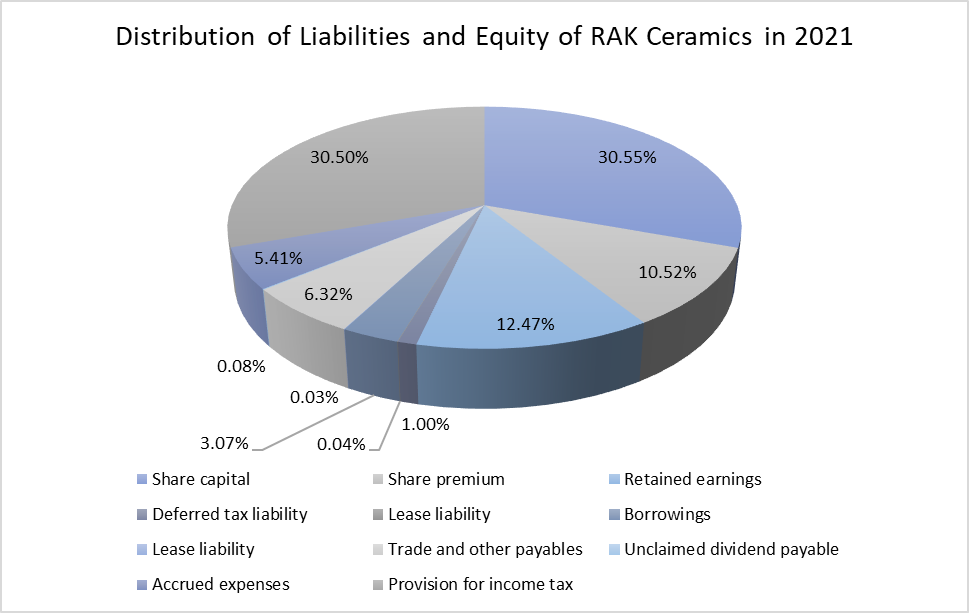 Distribution of Liabilities and Equity of RAK Ceramics in 2021
30.50%
30.55%
5.41%
10.52%
6.32%
12.47%
0.08%
0.03%
1.00%
3.07%
0.04%
Share capital
Share premium
Retained earnings
Deferred tax liability
Lease liability
Borrowings
Lease liability
Trade and other payables
Unclaimed dividend payable
Accrued expenses
Provision for income tax